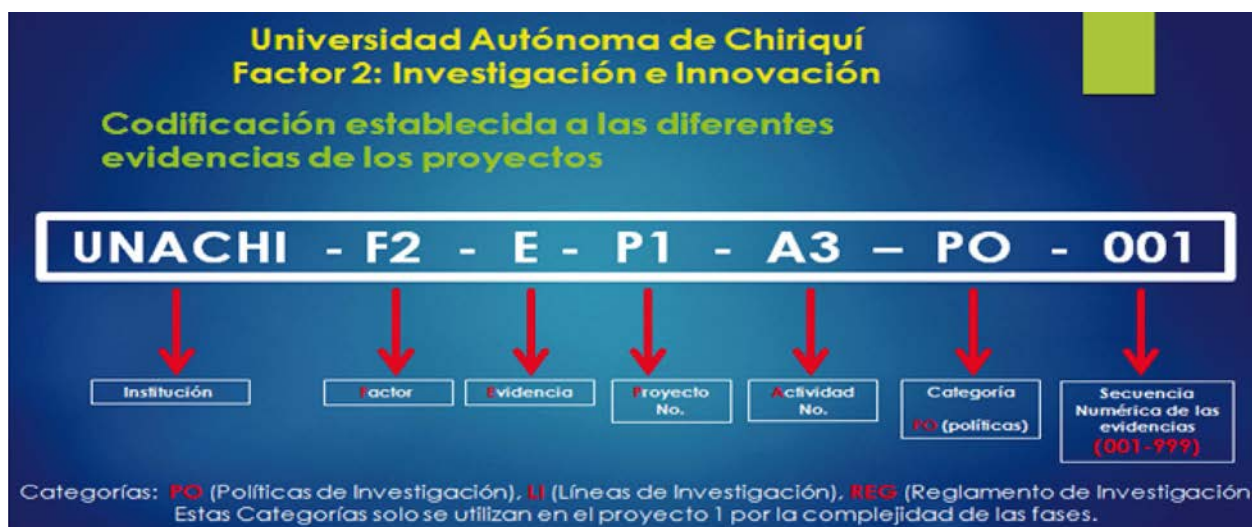 Universidad Autónoma de Chiriquí
Factor 2: Investigación e Innovación
Codificación establecida a las diferentes
evidencias de los proyectos
UNACHI - F2 - E - P1 - A3 – PO - 001
Institución
Factor
Evidencia
Proyecto
No.
Actividad
No.
Categoría
PO (políticas)
Secuencia
Numérica de las
evidencias
(001-999)
Categorías: PO (Políticas de Investigación), LI (Líneas de Investigación), REG (Reglamento de Investigación
Estas Categorías solo se utilizan en el proyecto 1 por la complejidad de las fases.